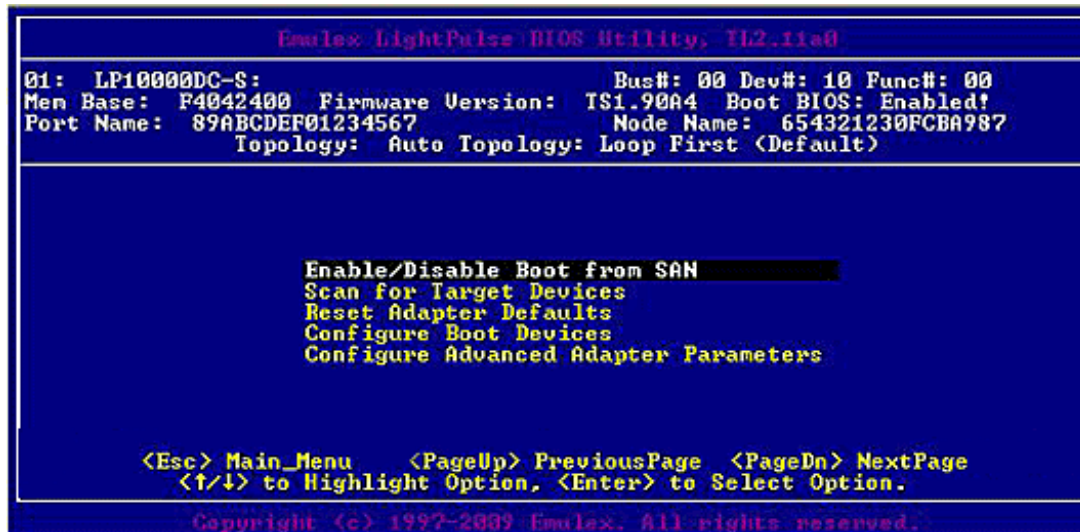 Emulex LightPulse BIOS Utility, TL2.11a0
01: LP10000DC-S: Bus#: 00 Dev#: 10 Func#: 00
Mem Base: F4042400 Firmware Version: TS1.90A4 Boot BIOS: Enabled!
Port Name: 89ABCDEF01234567 Node Name: 654321230FCBA987
Topology: Auto Topology: Loop First (Default)
Enable/Disable Boot from SAN
Scan for Target Devices
Reset Adapter Defaults
Configure Boot Devices
Configure Advanced Adapter Parameters
<Esc> Main_Menu <PageUp> PreviousPage <PageDn> NextPage
<↑/↓> to Highlight Option, <Enter> to Select Option.
Copyright (c) 1997-2009 Emulex. All rights reserved.